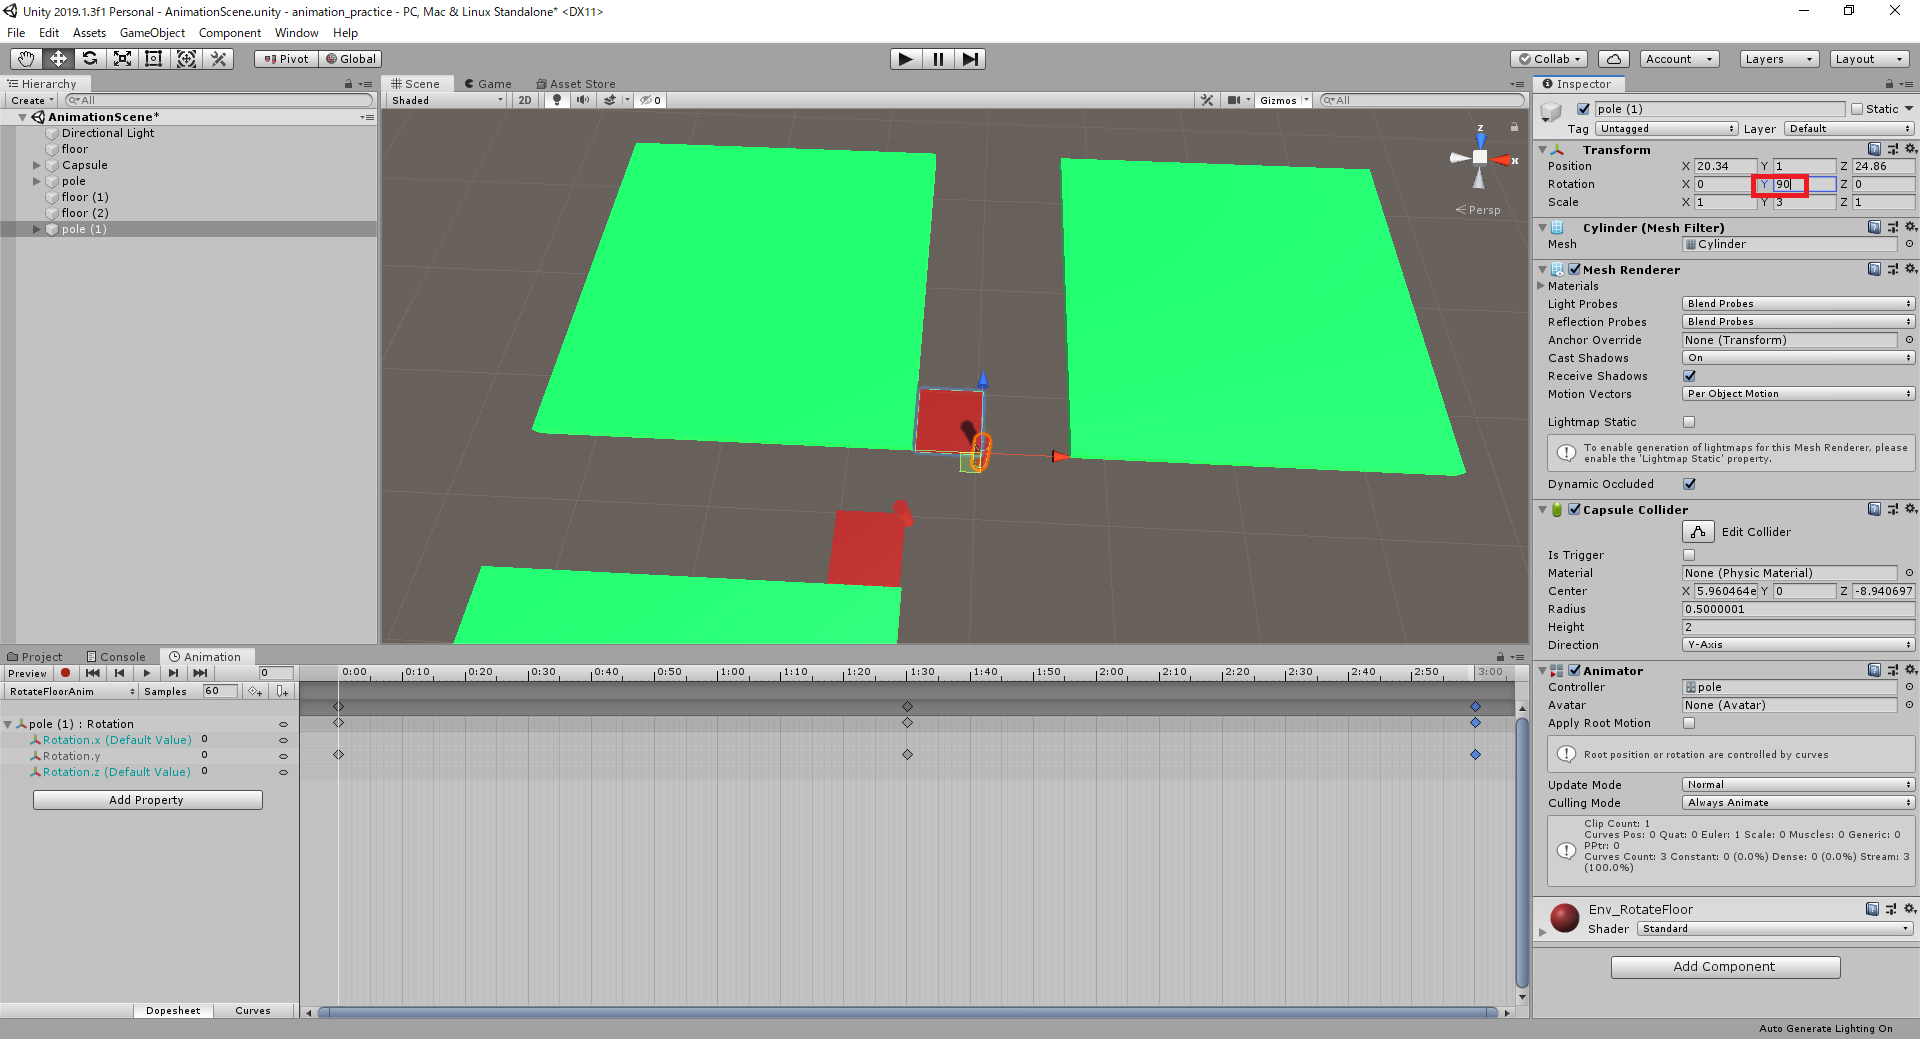 Unity 2019.1.3f1 Personal - AnimationScene.unity - animation_practice - PC, Mac & Linux Standalone* <DX11>
File Edit Assets GameObject Component Window Help
Pivot Global Collab Account Layers Layout
Hierarchy
Create All
AnimationScene*
Directional Light
floor
Capsule
pole
floor (1)
floor (2)
pole (1)
Scene Game Asset Store
Shaded 2D 0 Gizmos All
z
x
Persp
Inspector
pole (1) Static
Tag Untagged Layer Default
Transform
Position X 20.34 Y 1 Z 24.86
Rotation X 0 Y 90 Z 0
Scale X 1 Y 3 Z 1
Cylinder (Mesh Filter)
Mesh Cylinder
Mesh Renderer
Materials
Light Probes Blend Probes
Reflection Probes Blend Probes
Anchor Override None (Transform)
Cast Shadows On
Receive Shadows
Motion Vectors Per Object Motion
Lightmap Static
To enable generation of lightmaps for this Mesh Renderer, please
enable the 'Lightmap Static' property.
Dynamic Occluded
Capsule Collider
Edit Collider
Is Trigger
Material None (Physic Material)
Center X 5.960464e Y 0 Z -8.940697
Radius 0.5000001
Height 2
Direction Y-Axis
Animator
Controller pole
Avatar None (Avatar)
Apply Root Motion
Root position or rotation are controlled by curves
Update Mode Normal
Culling Mode Always Animate
Clip Count: 1
Curves Pos: 0 Quat: 0 Euler: 1 Scale: 0 Muscles: 0 Generic: 0
PPtr: 0
Curves Count: 3 Constant: 0 (0.0%) Dense: 0 (0.0%) Stream: 3
(100.0%)
Env_RotateFloor
Shader Standard
Add Component
Project Console Animation
Preview 0
0:00 0:10 0:20 0:30 0:40 0:50 1:00 1:10 1:20 1:30 1:40 1:50 2:00 2:10 2:20 2:30 2:40 2:50 3:00
RotateFloorAnim Samples 60
pole (1) : Rotation
Rotation.x (Default Value) 0
Rotation.y 0
Rotation.z (Default Value) 0
Add Property
Dopesheet Curves
Auto Generate Lighting On